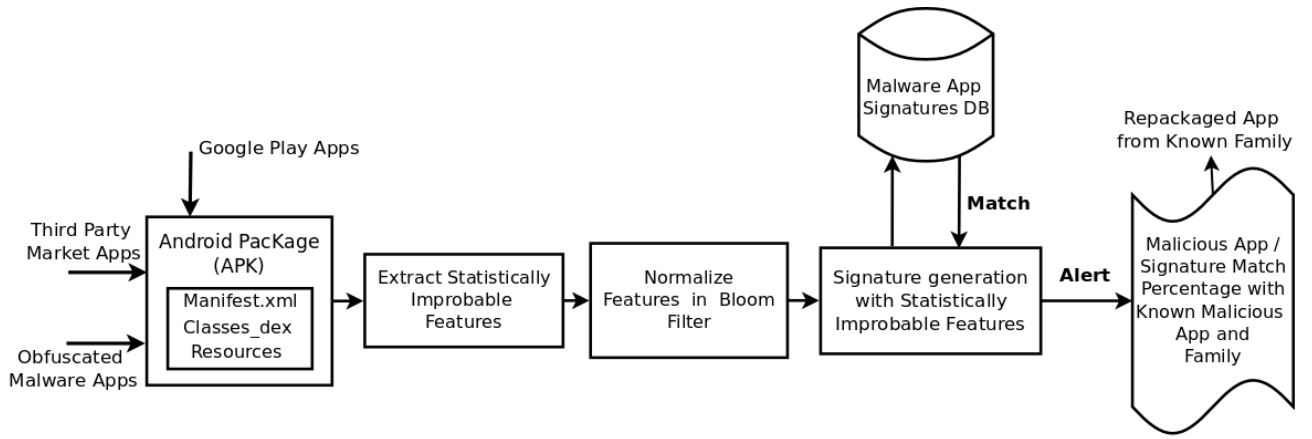 Google Play Apps
Third Party
Market Apps
Obfuscated
Malware Apps
Android PacKage
(APK)
Manifest.xml
Classes_dex
Resources
Extract Statistically
Improbable
Features
Normalize
Features in Bloom
Filter
Malware App
Signatures DB
Match
Signature generation
with Statistically
Improbable Features
Alert
Repackaged App
from Known Family
Malicious App /
Signature Match
Percentage with
Known Malicious
App and
Family